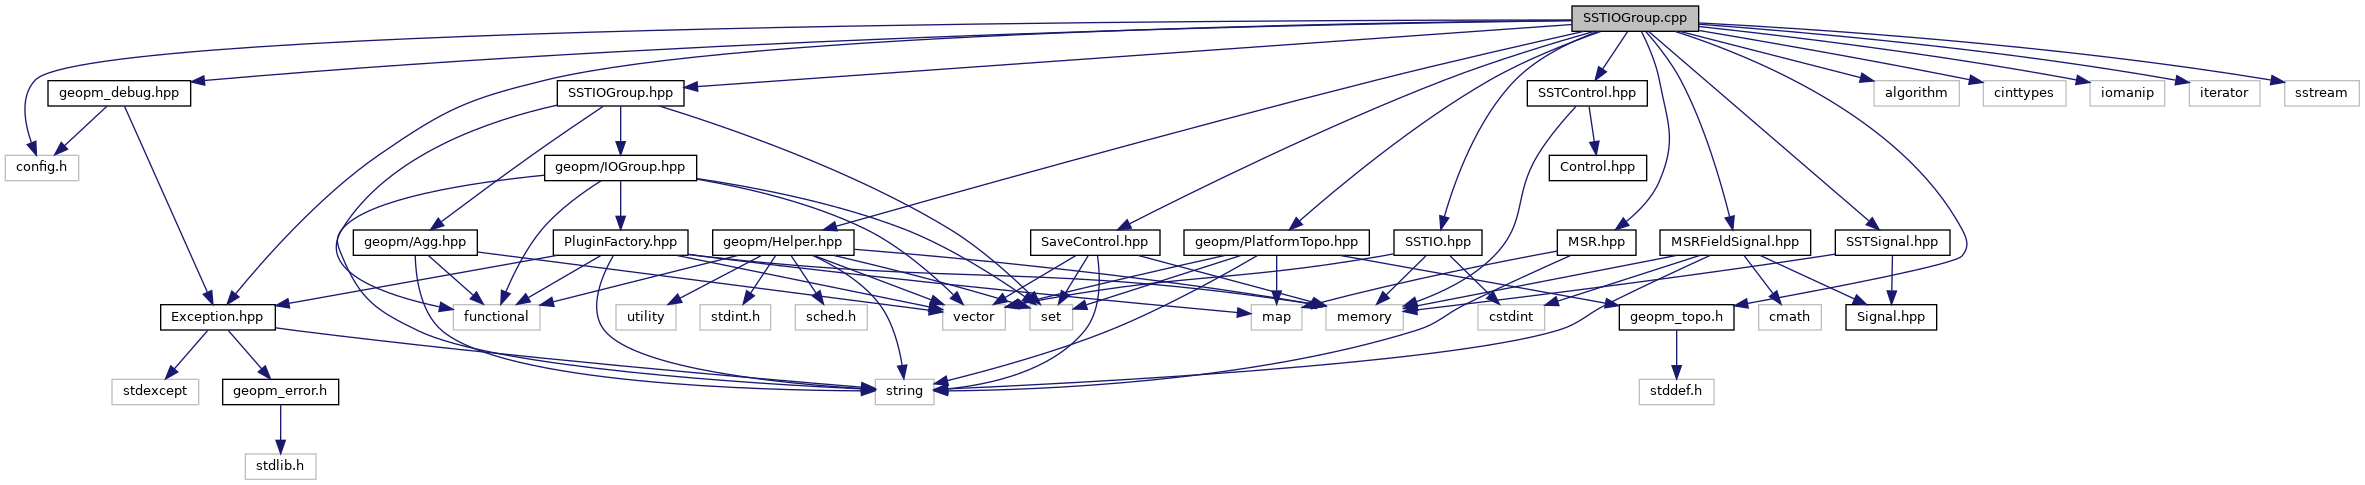 SSTIOGroup.cpp
geopm_debug.hpp
SSTIOGroup.hpp
SSTControl.hpp
algorithm
cinttypes
iomanip
iterator
sstream
config.h
geopm/IOGroup.hpp
Control.hpp
geopm/Agg.hpp
PluginFactory.hpp
geopm/Helper.hpp
SaveControl.hpp
geopm/PlatformTopo.hpp
SSTIO.hpp
MSR.hpp
MSRFieldSignal.hpp
SSTSignal.hpp
Exception.hpp
functional
utility
stdint.h
sched.h
vector
set
map
memory
cstdint
geopm_topo.h
cmath
Signal.hpp
stdexcept
geopm_error.h
string
stddef.h
stdlib.h